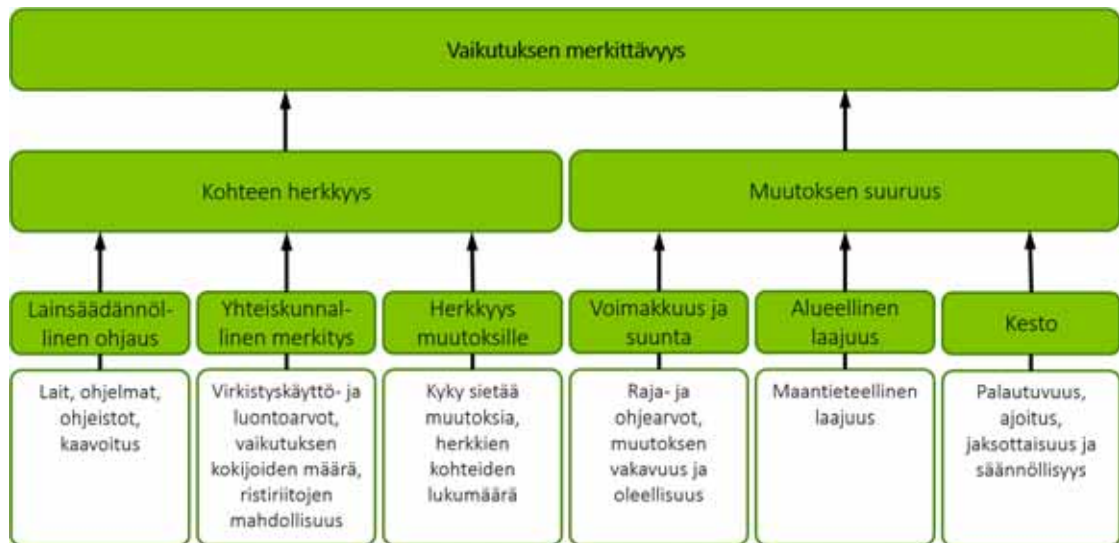 Vaikutuksen merkittävyys
Kohteen herkkyys
Muutoksen suuruus
Lainsäädännöl-
linen ohjaus
Yhteiskunnal-
linen merkitys
Herkkyys
muutoksille
Voimakkuus ja
suunta
Alueellinen
laajuus
Kesto
Lait, ohjelmat,
ohjeistot,
kaavoitus
Virkistyskäyttö- ja
luontoarvot,
vaikutuksen
kokijoiden määrä,
ristiriitojen
mahdollisuus
Kyky sietää
muutoksia,
herkkien
kohteiden
lukumäärä
Raja- ja
ohjearvot,
muutoksen
vakavuus ja
oleellisuus
Maantieteellinen
laajuus
Palautuvuus,
ajoitus,
jaksottaisuus ja
säännöllisyys